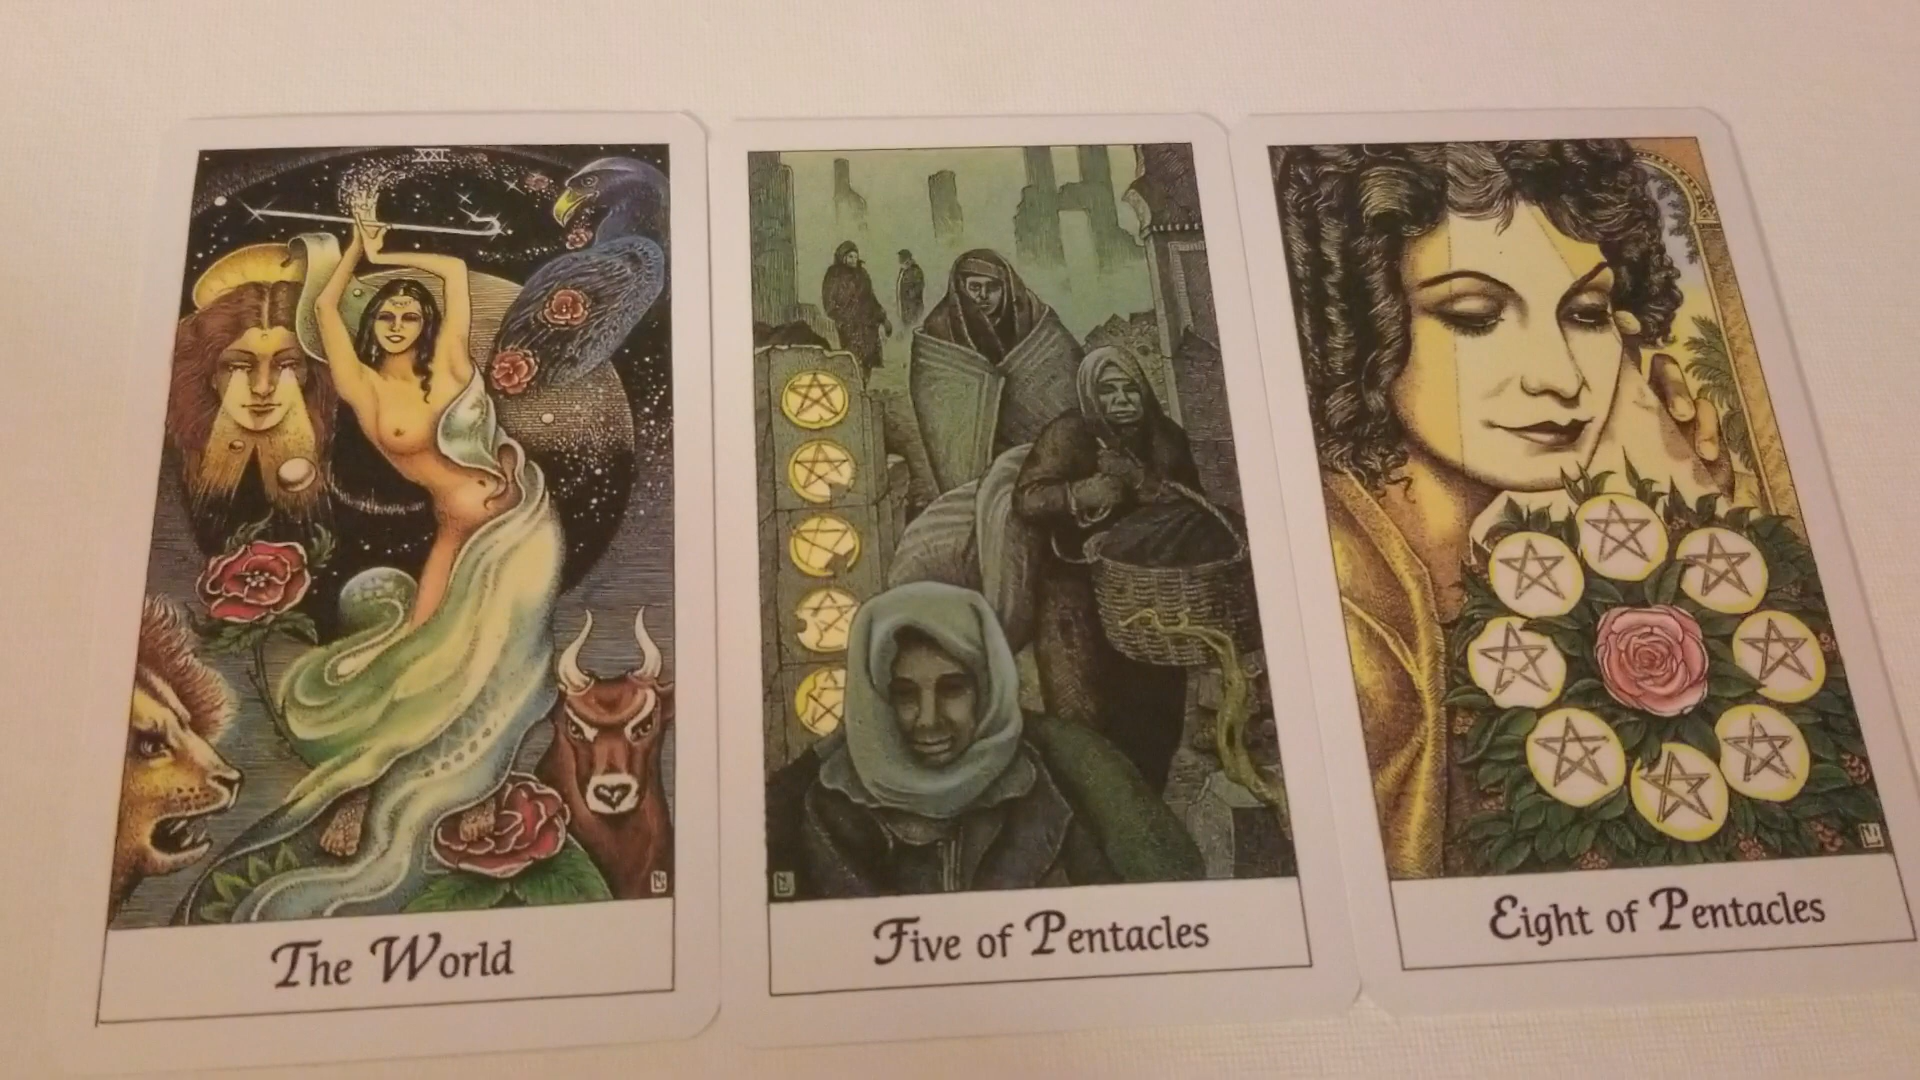 XXI
The World
Five of Pentacles
Eight of Pentacles